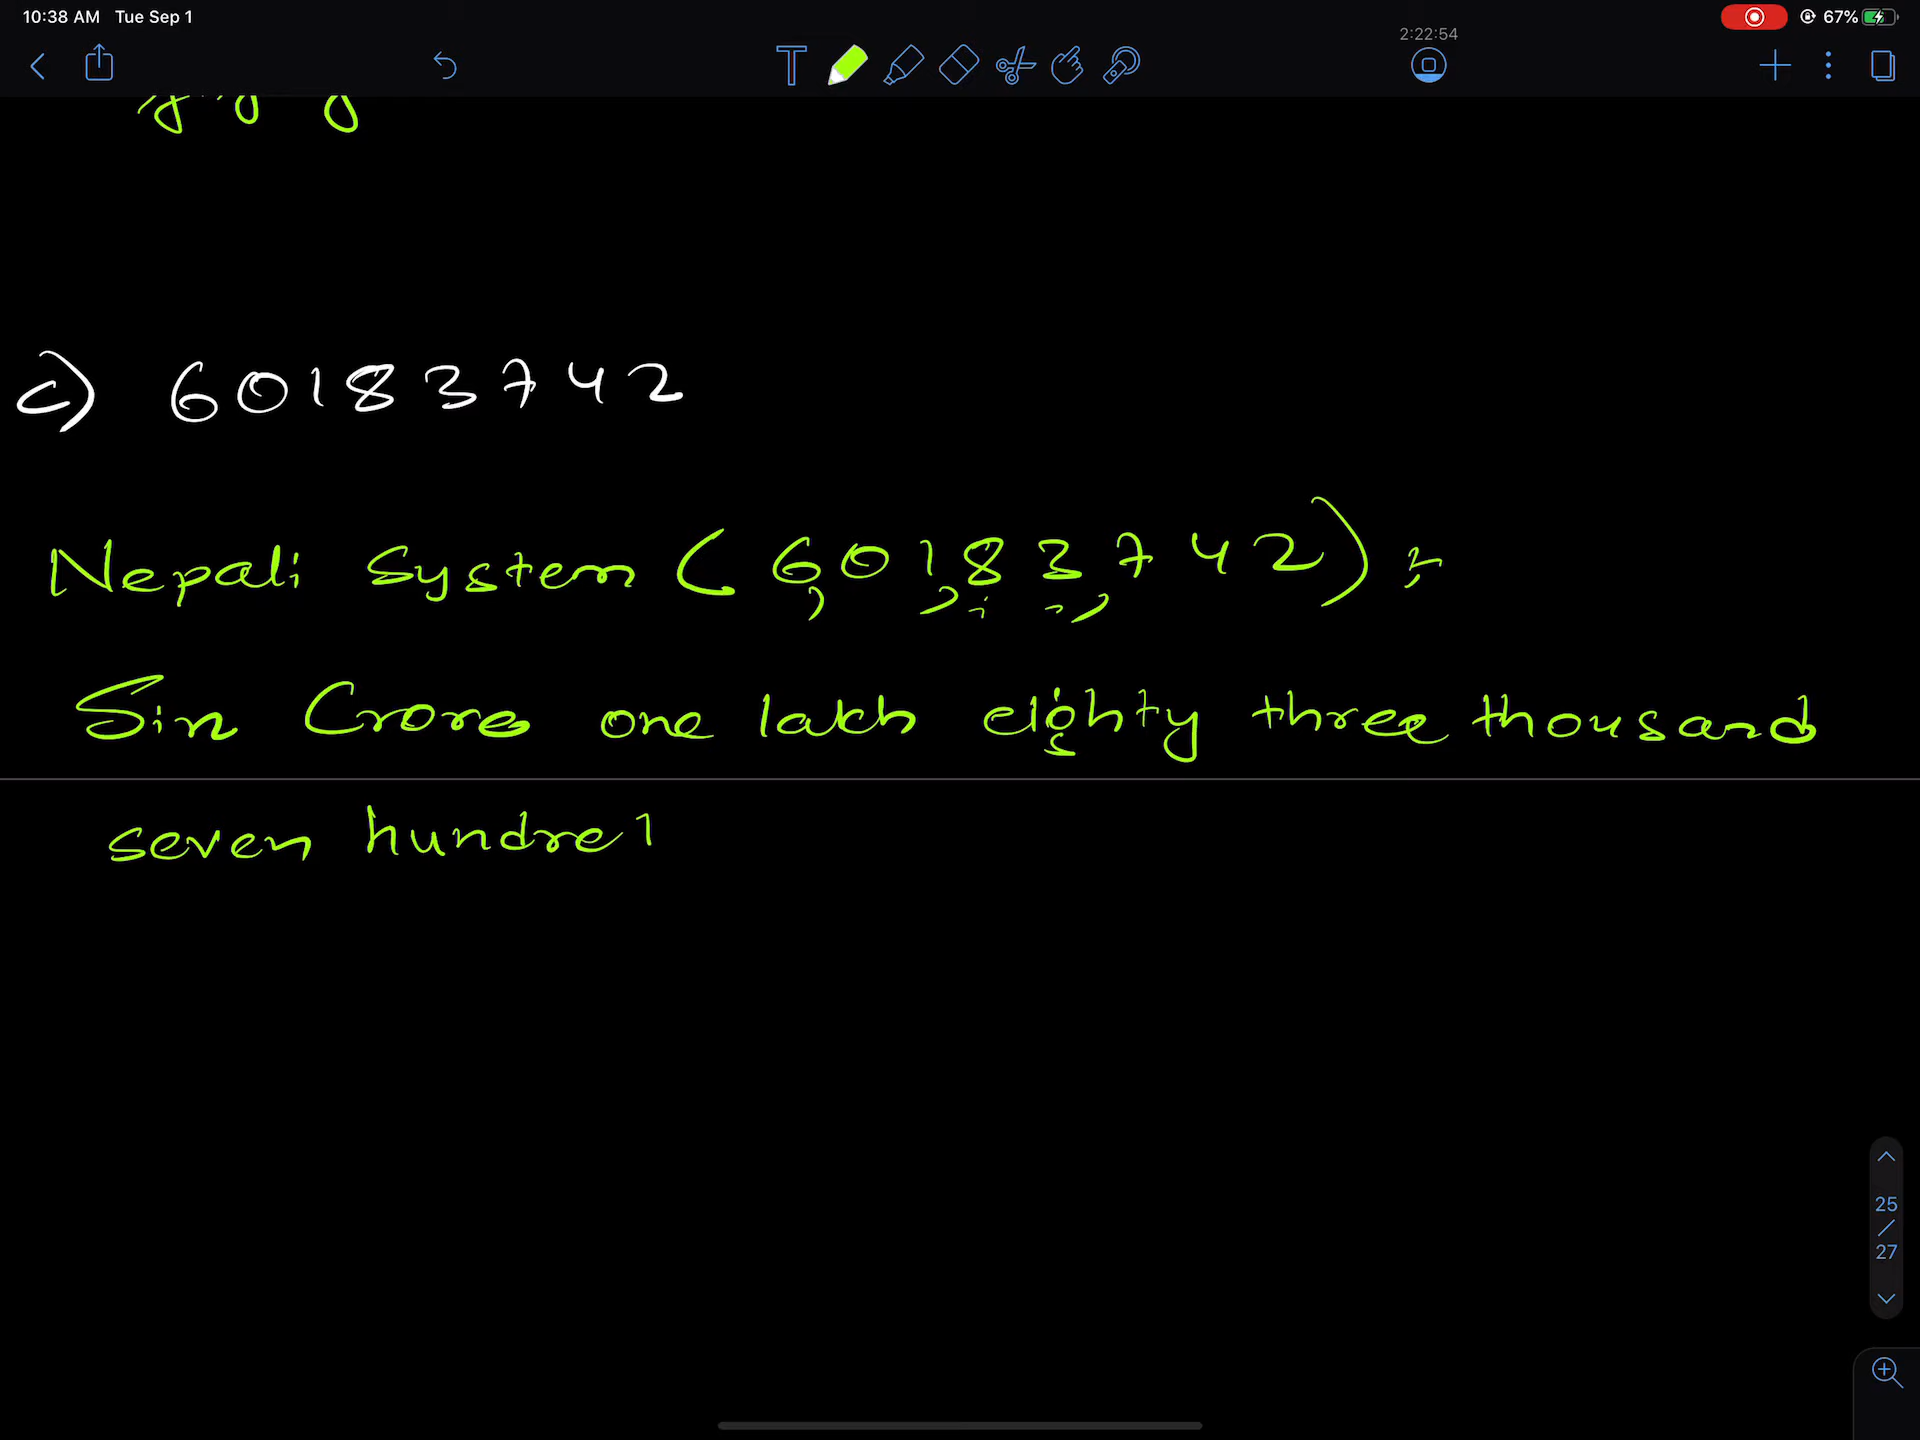 10:38 AM Tue Sep 1
67%
2:22:54
T
c) 60183742
Nepali System (6,01,83,742) :
Six Crore one lakh eighty three thousand
seven hundre
25
/
27